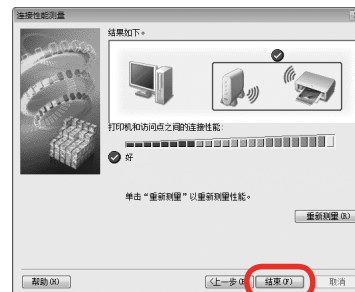 连接性能测量
结果如下。
打印机和访问点之间的连接性能:
好
单击“重新测量”以重新测量性能。
重新测量(R)
帮助(H)
<上一步(B)
结束(F)
取消